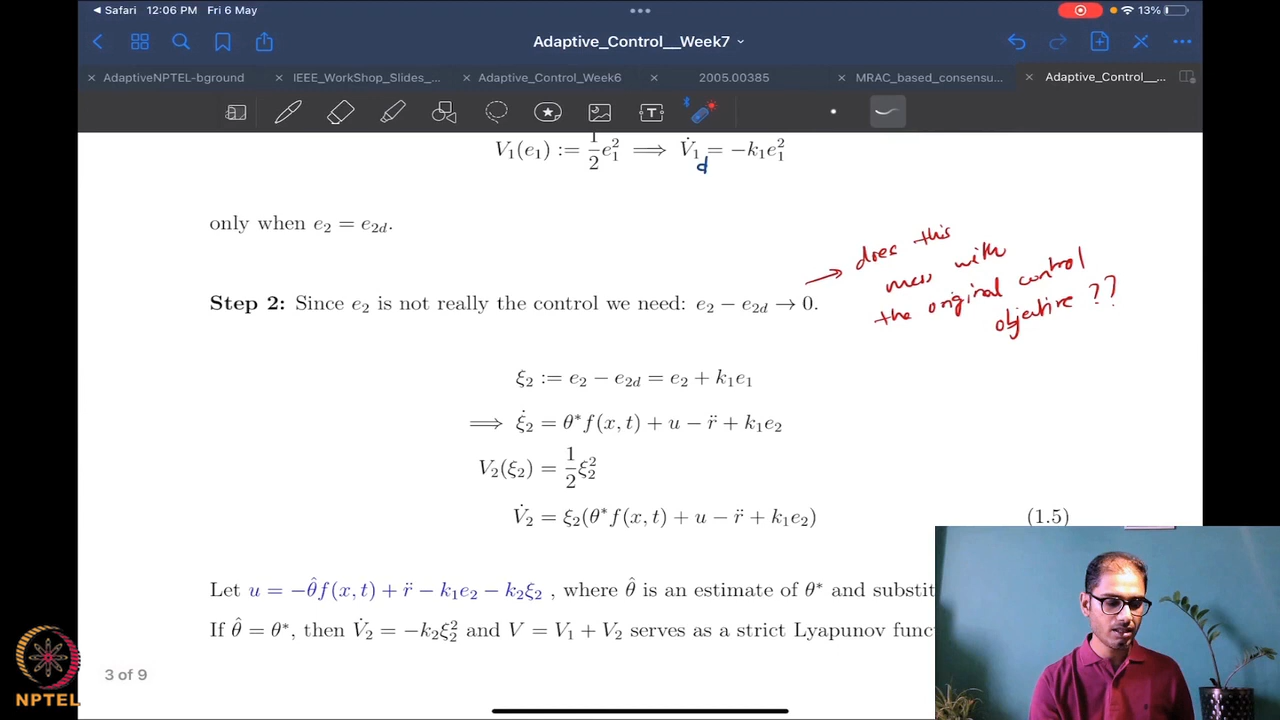 Safari 12:06 PM Fri 6 May 13%
Adaptive_Control__Week7
AdaptiveNPTEL-bground IEEE_WorkShop_Slides_... Adaptive_Control_Week6 2005.00385 MRAC_based_consensu... Adaptive_Control__...
V₁(e₁) := 1/2 e₁² ⟹ V̇₁ = −k₁e₁²
d
only when e₂ = e₂d.
does this
mess with
the original control
objective ??
Step 2: Since e₂ is not really the control we need: e₂ − e₂d → 0.
ξ₂ := e₂ − e₂d = e₂ + k₁e₁
⟹ ξ̇₂ = θ*f(x, t) + u − r̈ + k₁e₂
V₂(ξ₂) = 1/2 ξ₂²
V̇₂ = ξ₂(θ*f(x, t) + u − r̈ + k₁e₂) (1.5)
Let u = −θ̂f(x, t) + r̈ − k₁e₂ − k₂ξ₂ , where θ̂ is an estimate of θ* and substit
If θ̂ = θ*, then V̇₂ = −k₂ξ₂² and V = V₁ + V₂ serves as a strict Lyapunov func
3 of 9
NPTEL